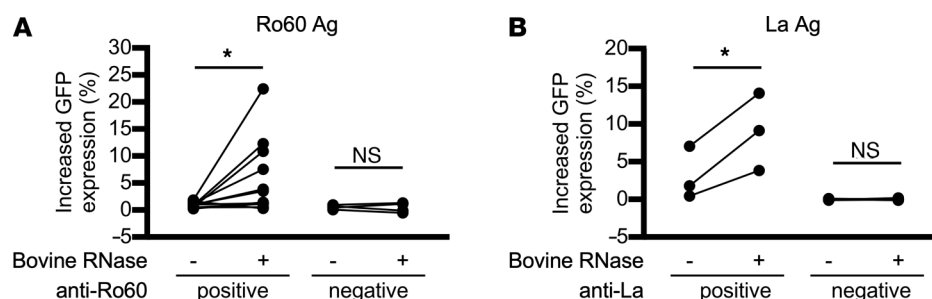 A
Ro60 Ag
Increased GFP
expression (%)
30
25
20
15
10
5
0
–5
*
NS
Bovine RNase - + - +
anti-Ro60 positive negative
B
La Ag
Increased GFP
expression (%)
20
15
10
5
0
–5
*
NS
Bovine RNase - + - +
anti-La positive negative